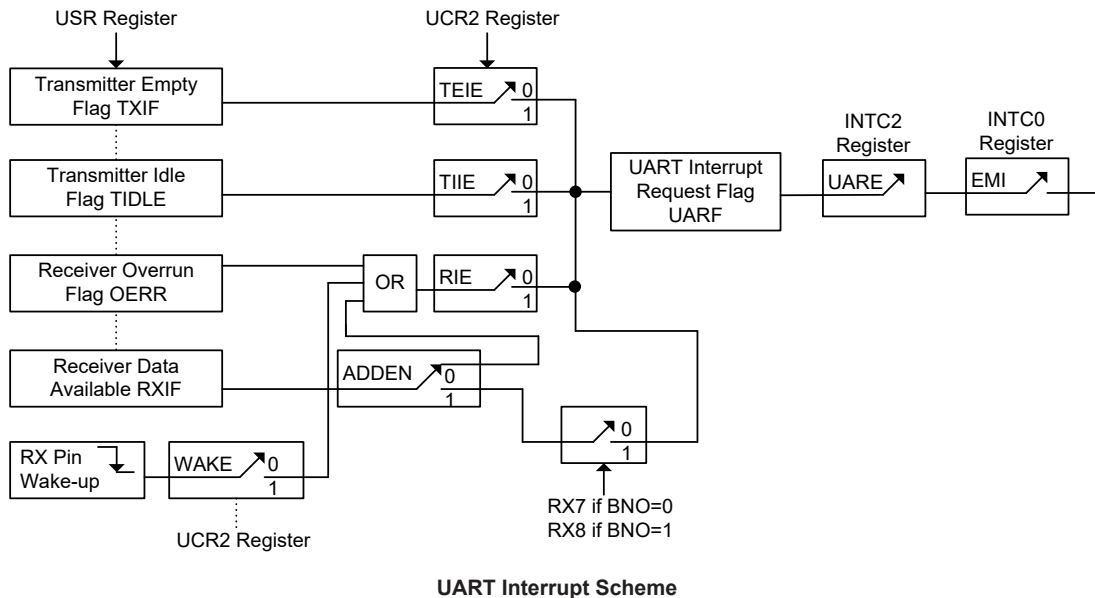 USR Register
UCR2 Register
Transmitter Empty
Flag TXIF
TEIE
0
1
INTC2
Register
INTC0
Register
Transmitter Idle
Flag TIDLE
TIIE
0
1
UART Interrupt
Request Flag
UARF
UARE
EMI
Receiver Overrun
Flag OERR
OR
RIE
0
1
Receiver Data
Available RXIF
ADDEN
0
1
0
1
RX Pin
Wake-up
WAKE
0
1
RX7 if BNO=0
RX8 if BNO=1
UCR2 Register
UART Interrupt Scheme